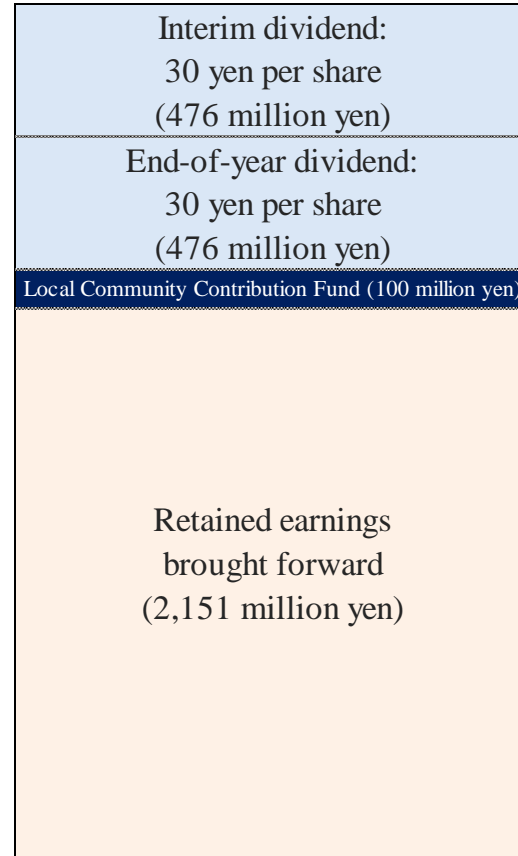 Interim dividend:
30 yen per share
(476 million yen)
End-of-year dividend:
30 yen per share
(476 million yen)
Local Community Contribution Fund (100 million yen)
Retained earnings
brought forward
(2,151 million yen)